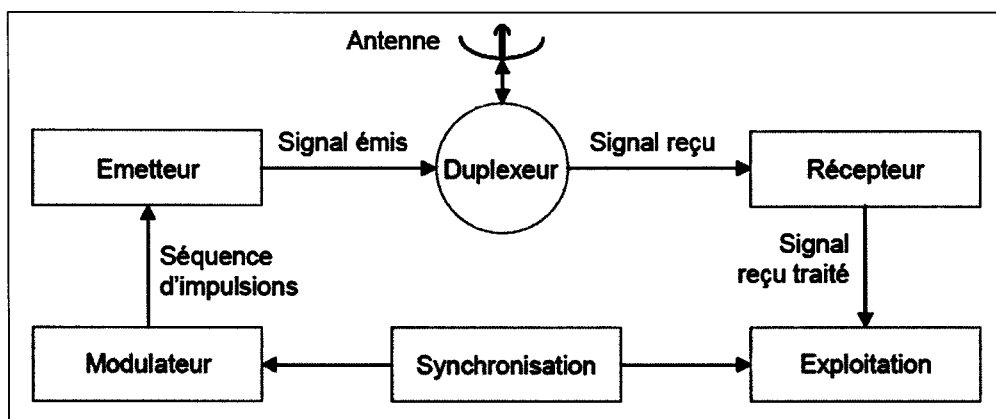 Antenne
Signal émis
Signal reçu
Emetteur
Duplexeur
Récepteur
Séquence
d'impulsions
Signal
reçu traité
Modulateur
Synchronisation
Exploitation